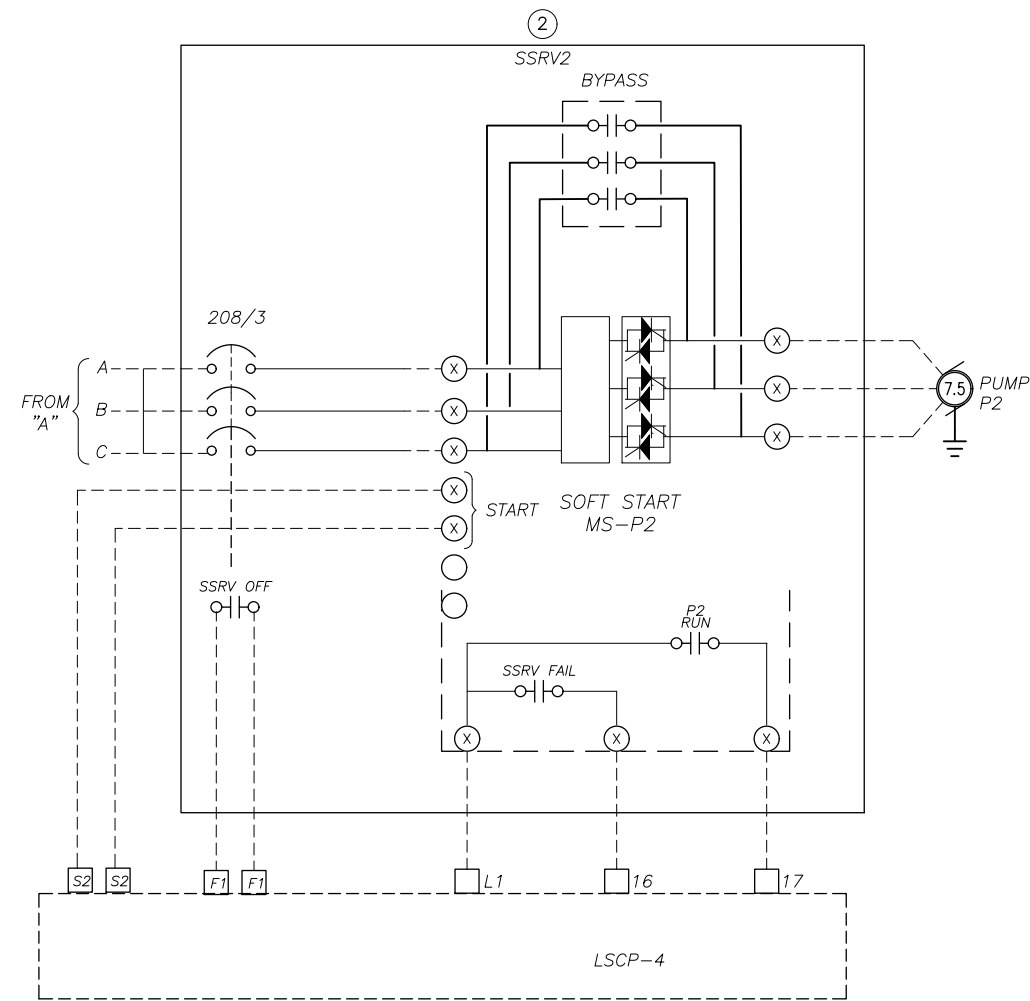 2
SSRV2
BYPASS
208/3
A
B
C
FROM
"A"
X
X
X
X
X
X
7.5
PUMP
P2
X
X
START
SOFT START
MS-P2
SSRV OFF
P2
RUN
SSRV FAIL
X
X
X
S2
S2
F1
F1
L1
16
17
LSCP-4